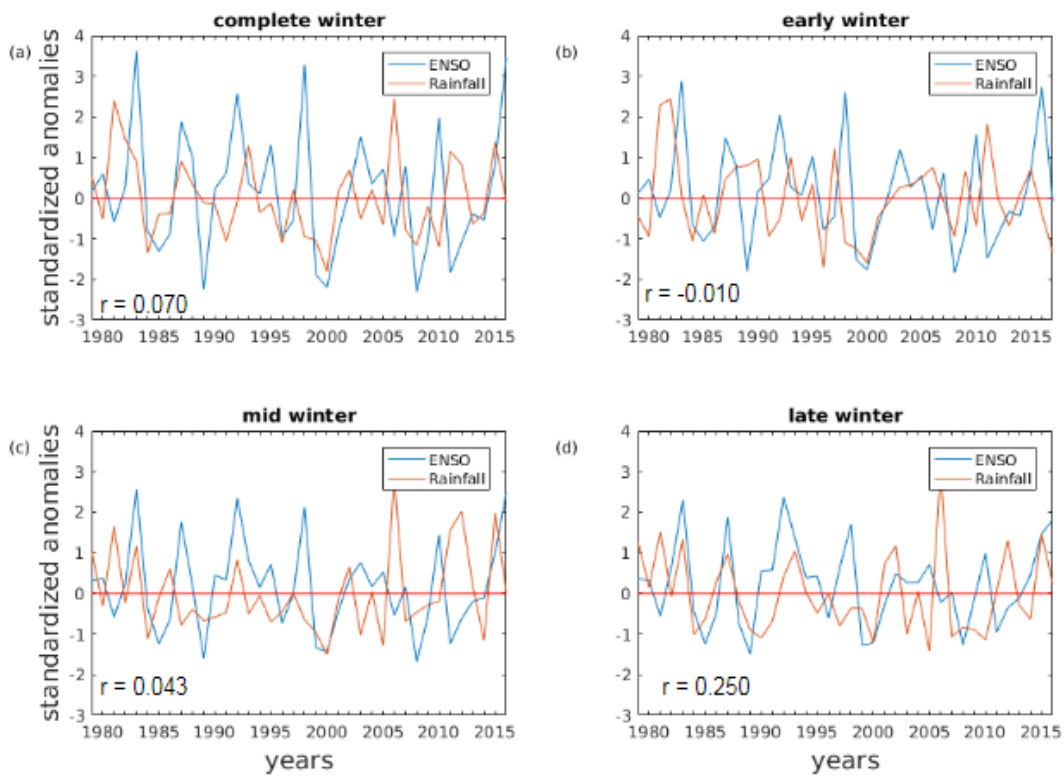 complete winter
(a)
standardized anomalies
4
3
2
1
0
-1
-2
-3
ENSO
Rainfall
r = 0.070
1980 1985 1990 1995 2000 2005 2010 2015
early winter
(b)
4
3
2
1
0
-1
-2
-3
ENSO
Rainfall
r = -0.010
1980 1985 1990 1995 2000 2005 2010 2015
mid winter
(c)
standardized anomalies
4
3
2
1
0
-1
-2
-3
ENSO
Rainfall
r = 0.043
1980 1985 1990 1995 2000 2005 2010 2015
years
late winter
(d)
4
3
2
1
0
-1
-2
-3
ENSO
Rainfall
r = 0.250
1980 1985 1990 1995 2000 2005 2010 2015
years